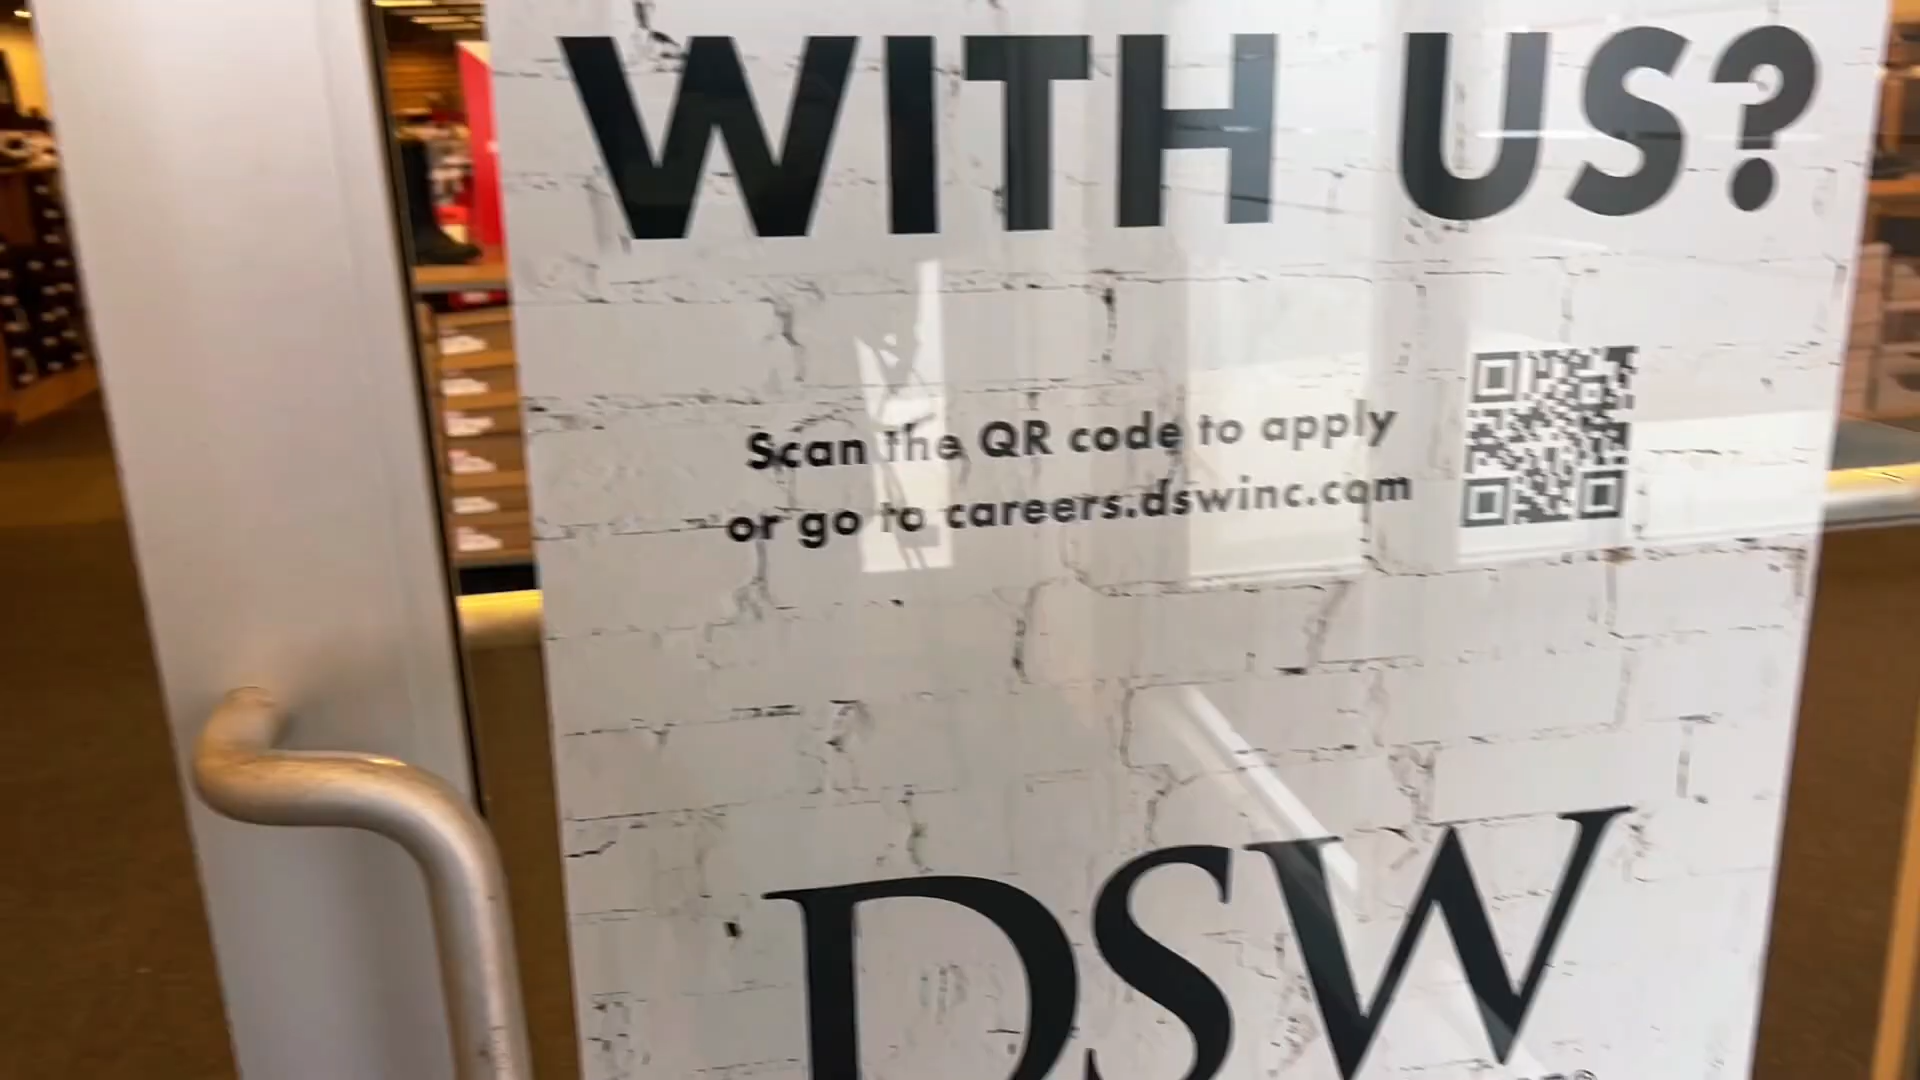 WITH US?
Scan the QR code to apply
or go to careers.dswinc.com
DSW